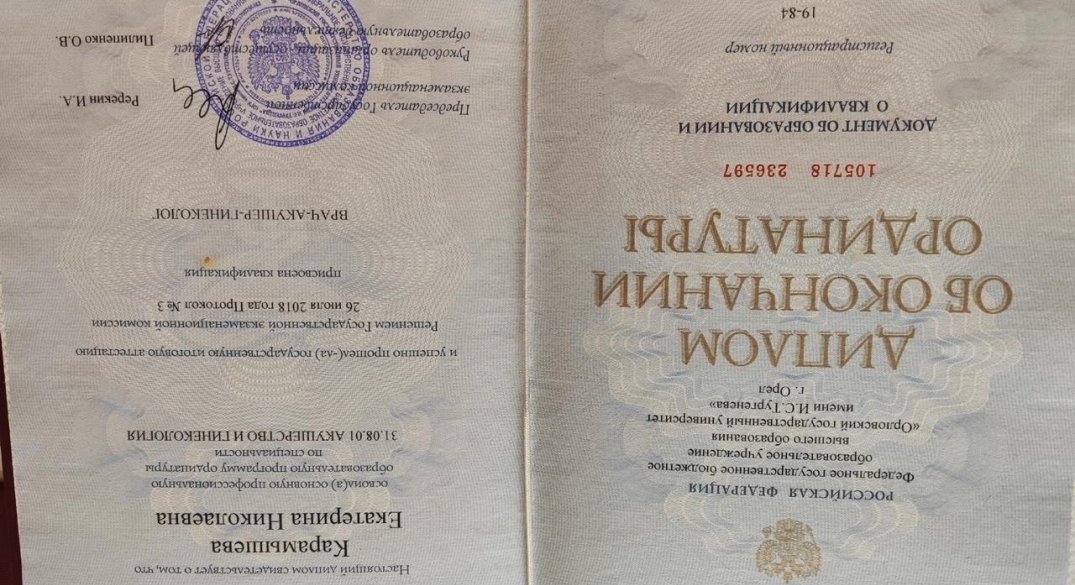 РОССИЙСКАЯ ФЕДЕРАЦИЯ
Федеральное государственное бюджетное
образовательное учреждение
высшего образования
«Орловский государственный университет
имени И.С.Тургенева»
г. Орел
ДИПЛОМ
ОБ ОКОНЧАНИИ
ОРДИНАТУРЫ
105718 236597
ДОКУМЕНТ ОБ ОБРАЗОВАНИИ И
О КВАЛИФИКАЦИИ
Регистрационный номер
19-84
Настоящий диплом свидетельствует о том, что
Карамышева
Екатерина Николаевна
освоил(а) основную профессиональную
образовательную программу ординатуры
по специальности
31.08.01 АКУШЕРСТВО И ГИНЕКОЛОГИЯ
и успешно прошёл(-ла) государственную итоговую аттестацию
Решением Государственной экзаменационной комиссии
26 июля 2018 года Протокол № 3
присвоена квалификация
ВРАЧ-АКУШЕР-ГИНЕКОЛОГ
Председатель Государственной
экзаменационной комиссии
Ререкин И.А
Руководитель организации, осуществляющей
образовательную деятельность
Пилипенко О.В.